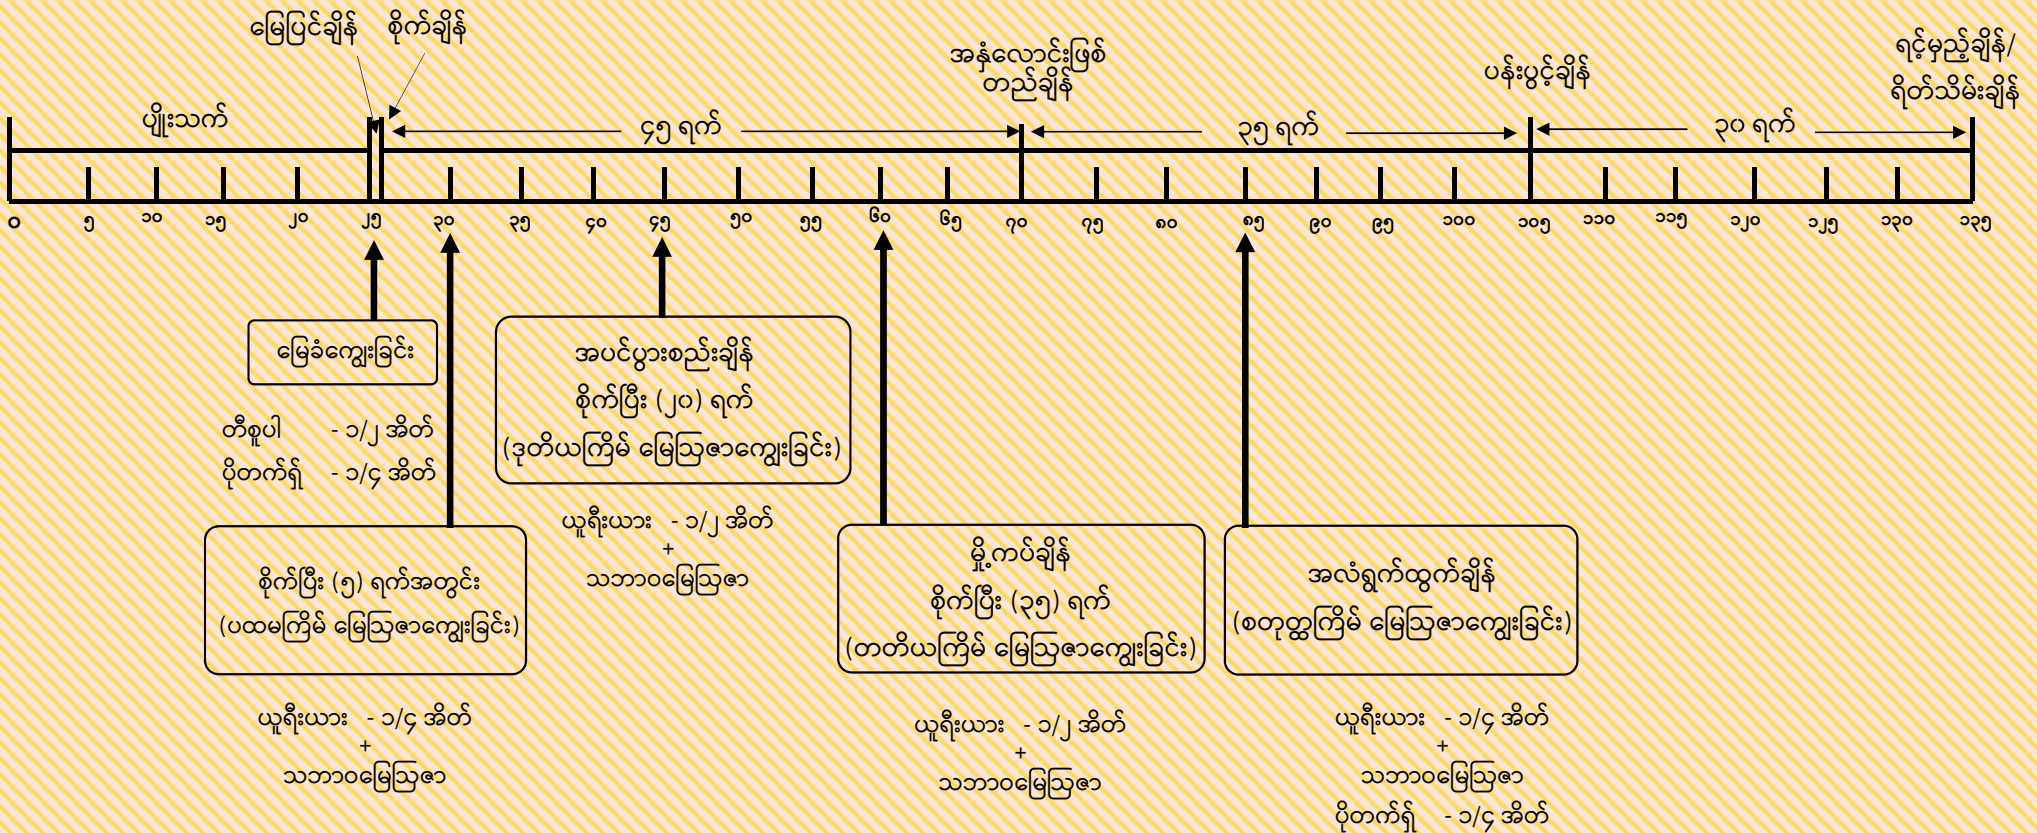 မြေပြင်ချိန်
စိုက်ချိန်
အနှံလောင်းဖြစ်
တည်ချိန်
ပန်းပွင့်ချိန်
ရင့်မှည့်ချိန်/
ရိတ်သိမ်းချိန်
ပျိုးသက်
၄၅ ရက်
၃၅ ရက်
၃၀ ရက်
၀ ၅ ၁၀ ၁၅ ၂၀ ၂၅ ၃၀ ၃၅ ၄၀ ၄၅ ၅၀ ၅၅ ၆၀ ၆၅ ၇၀ ၇၅ ၈၀ ၈၅ ၉၀ ၉၅ ၁၀၀ ၁၀၅ ၁၁၀ ၁၁၅ ၁၂၀ ၁၂၅ ၁၃၀ ၁၃၅
မြေခံကျွေးခြင်း
တီစူပါ - ၁/၂ အိတ်
ပိုတက်ရှ် - ၁/၄ အိတ်
စိုက်ပြီး (၅) ရက်အတွင်း
(ပထမကြိမ် မြေသြဇာကျွေးခြင်း)
ယူရီးယား - ၁/၄ အိတ်
+
သဘာဝမြေသြဇာ
အပင်ပွားစည်းချိန်
စိုက်ပြီး (၂၀) ရက်
(ဒုတိယကြိမ် မြေသြဇာကျွေးခြင်း)
ယူရီးယား - ၁/၂ အိတ်
+
သဘာဝမြေသြဇာ
မှို့ကပ်ချိန်
စိုက်ပြီး (၃၅) ရက်
(တတိယကြိမ် မြေသြဇာကျွေးခြင်း)
ယူရီးယား - ၁/၂ အိတ်
+
သဘာဝမြေသြဇာ
အလံရွက်ထွက်ချိန်
(စတုတ္ထကြိမ် မြေသြဇာကျွေးခြင်း)
ယူရီးယား - ၁/၄ အိတ်
+
သဘာဝမြေသြဇာ
ပိုတက်ရှ် - ၁/၄ အိတ်